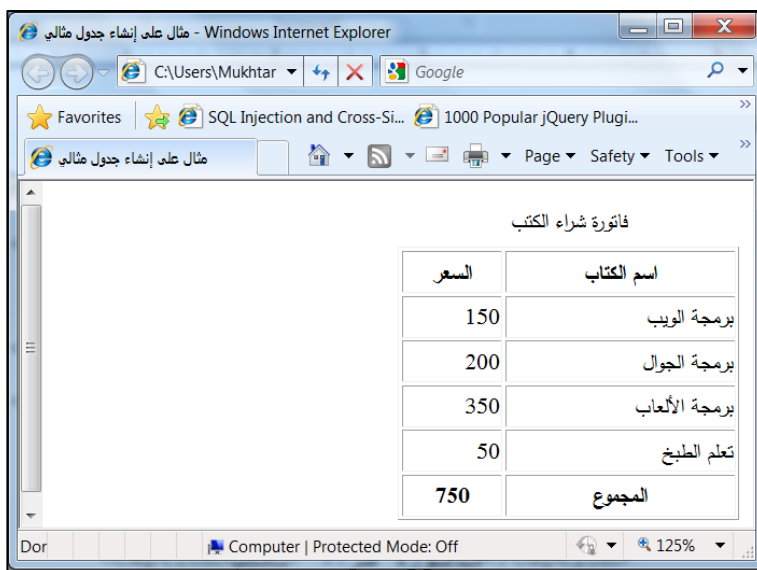 مثال على إنشاء جدول مثالي - Windows Internet Explorer
C:\Users\Mukhtar
Google
Favorites
SQL Injection and Cross-Si...
1000 Popular jQuery Plugi...
مثال على إنشاء جدول مثالي
Page
Safety
Tools
فاتورة شراء الكتب
اسم الكتاب السعر
برمجة الويب 150
برمجة الجوال 200
برمجة الألعاب 350
تعلم الطبخ 50
المجموع 750
Dor
Computer | Protected Mode: Off
125%